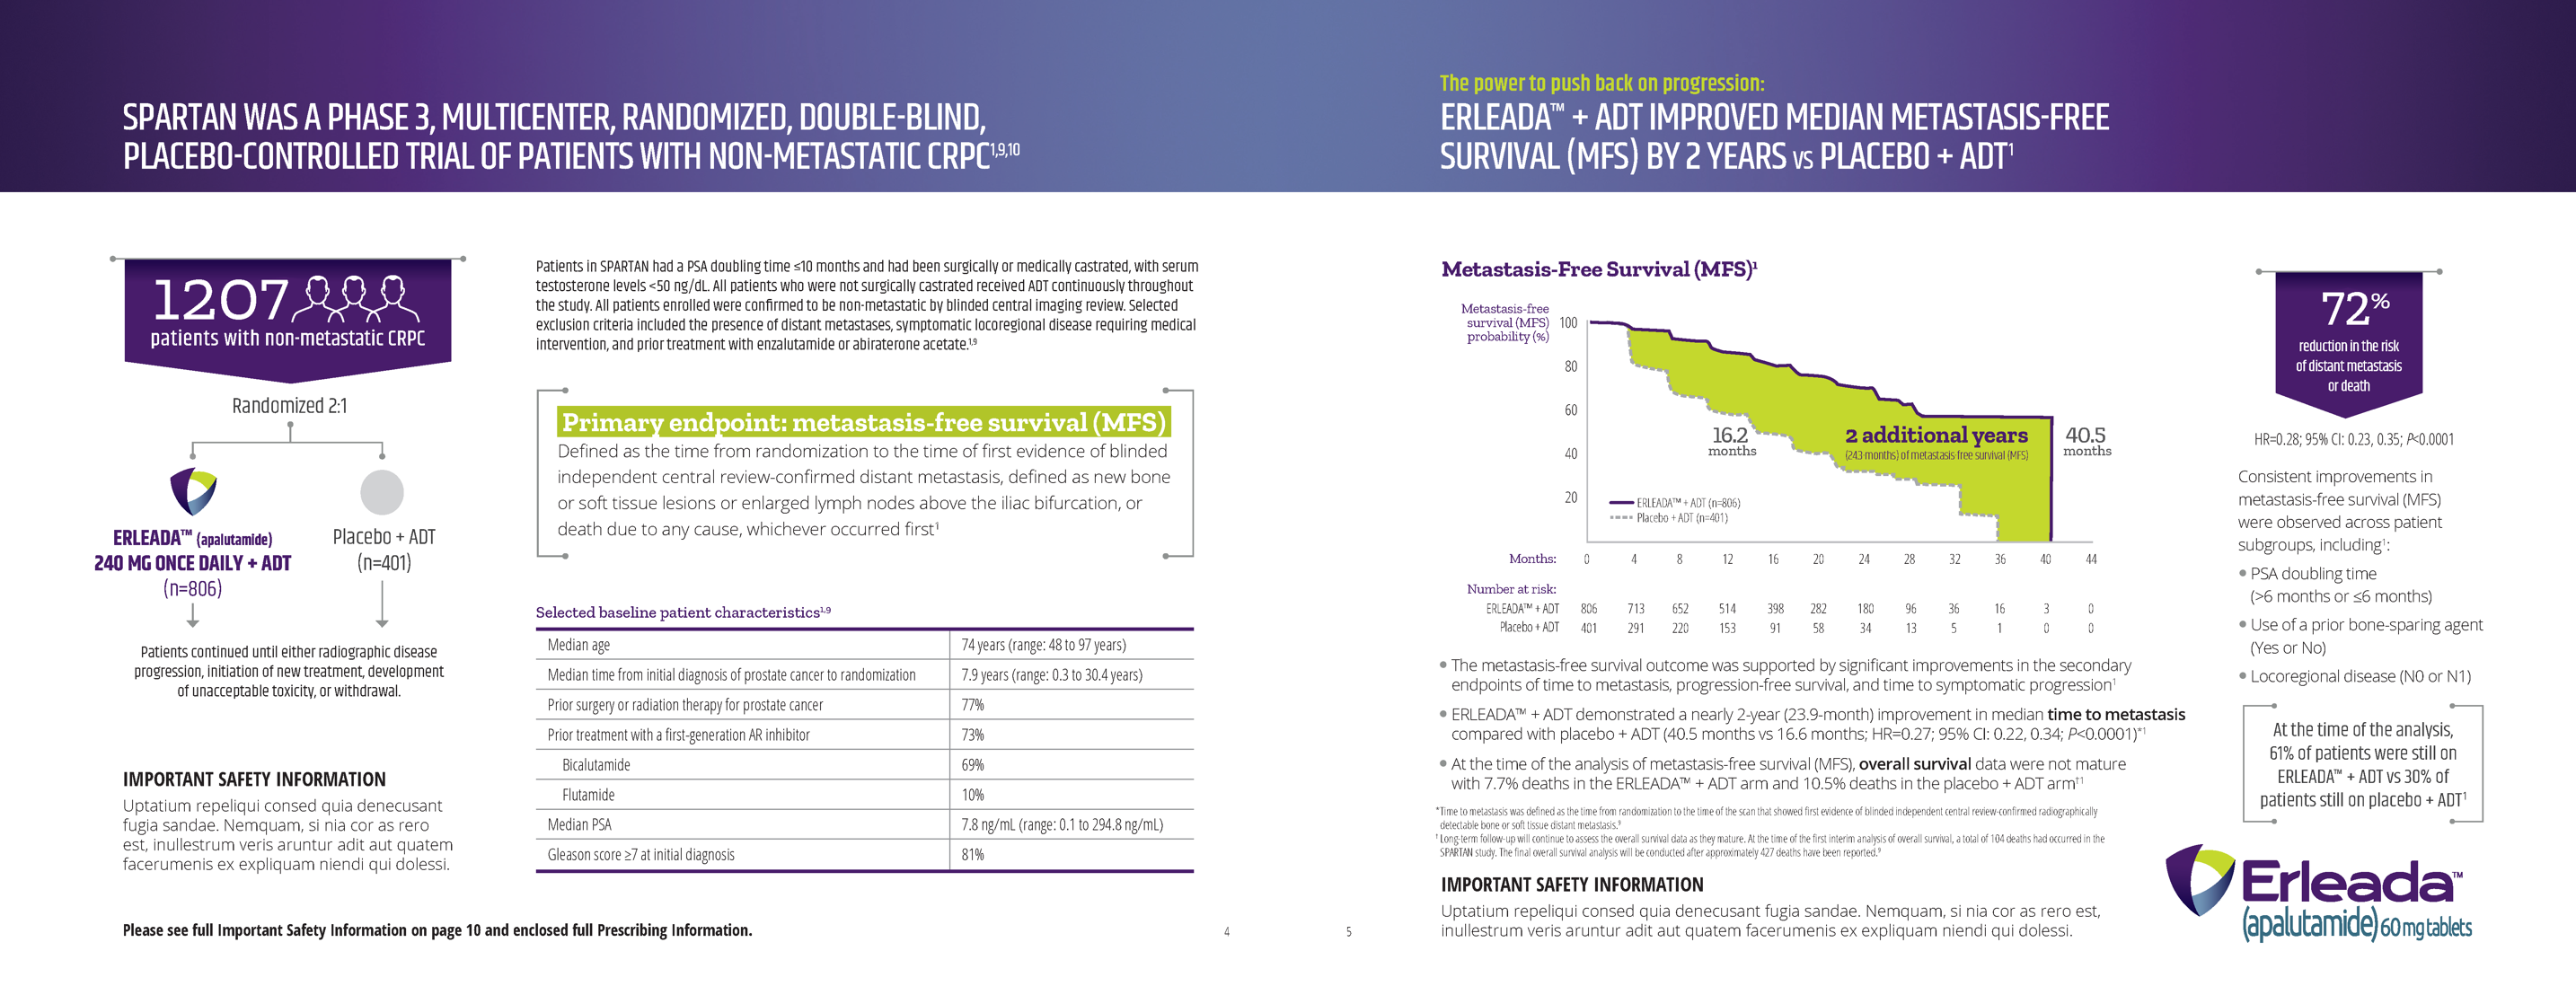 SPARTAN WAS A PHASE 3, MULTICENTER, RANDOMIZED, DOUBLE-BLIND,
PLACEBO-CONTROLLED TRIAL OF PATIENTS WITH NON-METASTATIC CRPC1,9,10
1207
patients with non-metastatic CRPC
Randomized 2:1
ERLEADA™ (apalutamide)
240 MG ONCE DAILY + ADT
(n=806)
Placebo + ADT
(n=401)
Patients continued until either radiographic disease
progression, initiation of new treatment, development
of unacceptable toxicity, or withdrawal.
IMPORTANT SAFETY INFORMATION
Uptatium repeliqui consed quia denecusant
fugia sandae. Nemquam, si nia cor as rero
est, inullestrum veris aruntur adit aut quatem
facerumenis ex expliquam niendi qui dolessi.
Please see full Important Safety Information on page 10 and enclosed full Prescribing Information.
Patients in SPARTAN had a PSA doubling time ≤10 months and had been surgically or medically castrated, with serum
testosterone levels <50 ng/dL. All patients who were not surgically castrated received ADT continuously throughout
the study. All patients enrolled were confirmed to be non-metastatic by blinded central imaging review. Selected
exclusion criteria included the presence of distant metastases, symptomatic locoregional disease requiring medical
intervention, and prior treatment with enzalutamide or abiraterone acetate.1,9
Primary endpoint: metastasis-free survival (MFS)
Defined as the time from randomization to the time of first evidence of blinded
independent central review-confirmed distant metastasis, defined as new bone
or soft tissue lesions or enlarged lymph nodes above the iliac bifurcation, or
death due to any cause, whichever occurred first1
Selected baseline patient characteristics1,9
Median age 74 years (range: 48 to 97 years)
Median time from initial diagnosis of prostate cancer to randomization 7.9 years (range: 0.3 to 30.4 years)
Prior surgery or radiation therapy for prostate cancer 77%
Prior treatment with a first-generation AR inhibitor 73%
Bicalutamide 69%
Flutamide 10%
Median PSA 7.8 ng/mL (range: 0.1 to 294.8 ng/mL)
Gleason score ≥7 at initial diagnosis 81%
4
5
The power to push back on progression:
ERLEADA™ + ADT IMPROVED MEDIAN METASTASIS-FREE
SURVIVAL (MFS) BY 2 YEARS VS PLACEBO + ADT1
Metastasis-Free Survival (MFS)1
Metastasis-free
survival (MFS)
probability (%)
100
80
60
40
20
16.2
months
2 additional years
(24.3 months) of metastasis-free survival (MFS)
40.5
months
ERLEADA™ + ADT (n=806)
Placebo + ADT (n=401)
Months: 0 4 8 12 16 20 24 28 32 36 40 44
Number at risk:
ERLEADA™ + ADT 806 713 652 514 398 282 180 96 36 16 3 0
Placebo + ADT 401 291 220 153 91 58 34 13 5 1 0 0
• The metastasis-free survival outcome was supported by significant improvements in the secondary
endpoints of time to metastasis, progression-free survival, and time to symptomatic progression1
• ERLEADA™ + ADT demonstrated a nearly 2-year (23.9-month) improvement in median time to metastasis
compared with placebo + ADT (40.5 months vs 16.6 months; HR=0.27; 95% CI: 0.22, 0.34; P<0.0001)*1
• At the time of the analysis of metastasis-free survival (MFS), overall survival data were not mature
with 7.7% deaths in the ERLEADA™ + ADT arm and 10.5% deaths in the placebo + ADT arm†1
*Time to metastasis was defined as the time from randomization to the time of the scan that showed first evidence of blinded independent central review-confirmed radiographically
detectable bone or soft tissue distant metastasis.9
†Long-term follow-up will continue to assess the overall survival data as they mature. At the time of the first interim analysis of overall survival, a total of 104 deaths had occurred in the
SPARTAN study. The final overall survival analysis will be conducted after approximately 427 deaths have been reported.9
IMPORTANT SAFETY INFORMATION
Uptatium repeliqui consed quia denecusant fugia sandae. Nemquam, si nia cor as rero est,
inullestrum veris aruntur adit aut quatem facerumenis ex expliquam niendi qui dolessi.
72%
reduction in the risk
of distant metastasis
or death
HR=0.28; 95% CI: 0.23, 0.35; P<0.0001
Consistent improvements in
metastasis-free survival (MFS)
were observed across patient
subgroups, including1:
• PSA doubling time
(>6 months or ≤6 months)
• Use of a prior bone-sparing agent
(Yes or No)
• Locoregional disease (N0 or N1)
At the time of the analysis,
61% of patients were still on
ERLEADA™ + ADT vs 30% of
patients still on placebo + ADT1
Erleada™
(apalutamide) 60 mg tablets